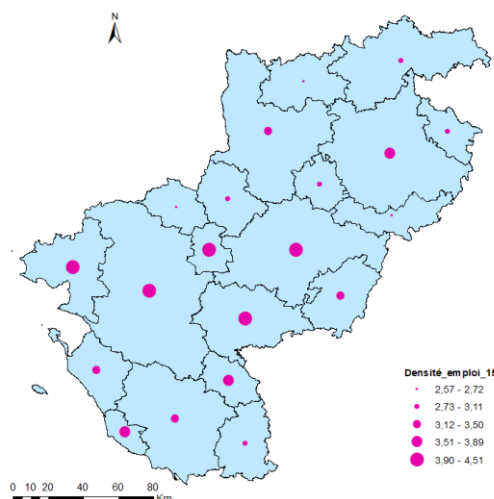 N
Densité_emploi_15
2,57 - 2,72
2,73 - 3,11
3,12 - 3,50
3,51 - 3,89
3,90 - 4,51
0 10 20 40 60 80
Km